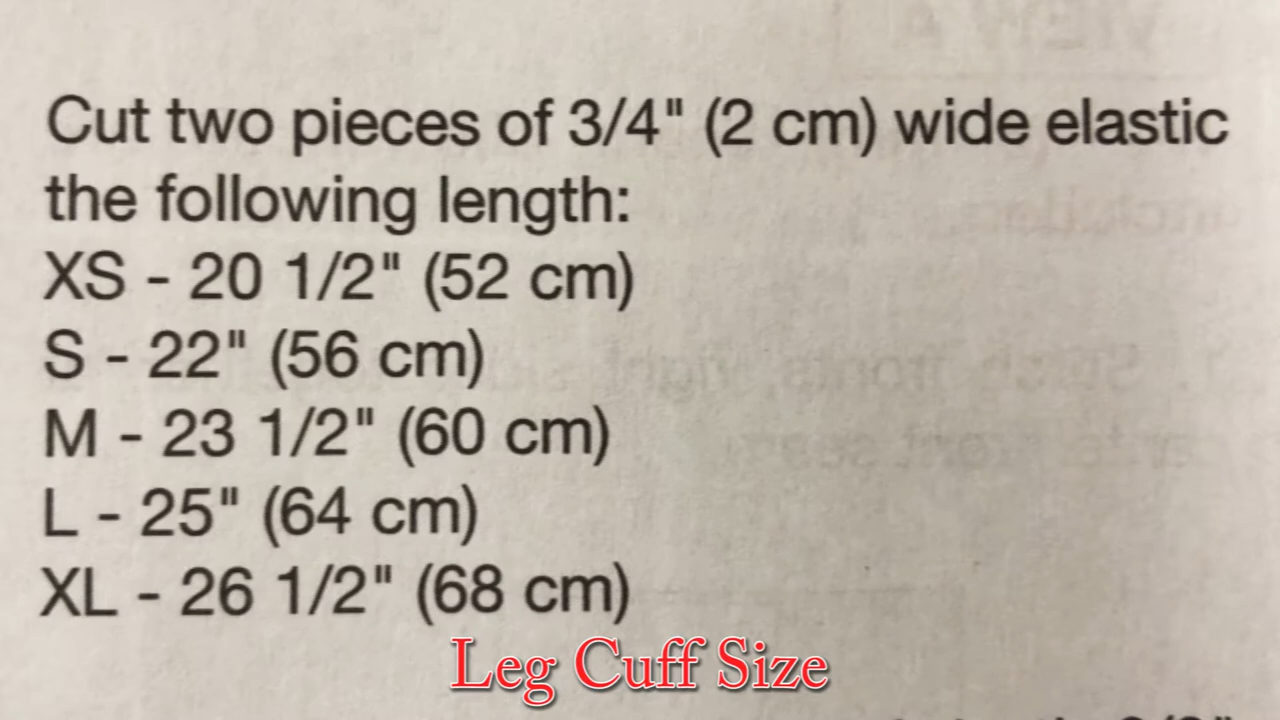 Cut two pieces of 3/4" (2 cm) wide elastic
the following length:
XS - 20 1/2" (52 cm)
S - 22" (56 cm)
M - 23 1/2" (60 cm)
L - 25" (64 cm)
XL - 26 1/2" (68 cm)
Leg Cuff Size